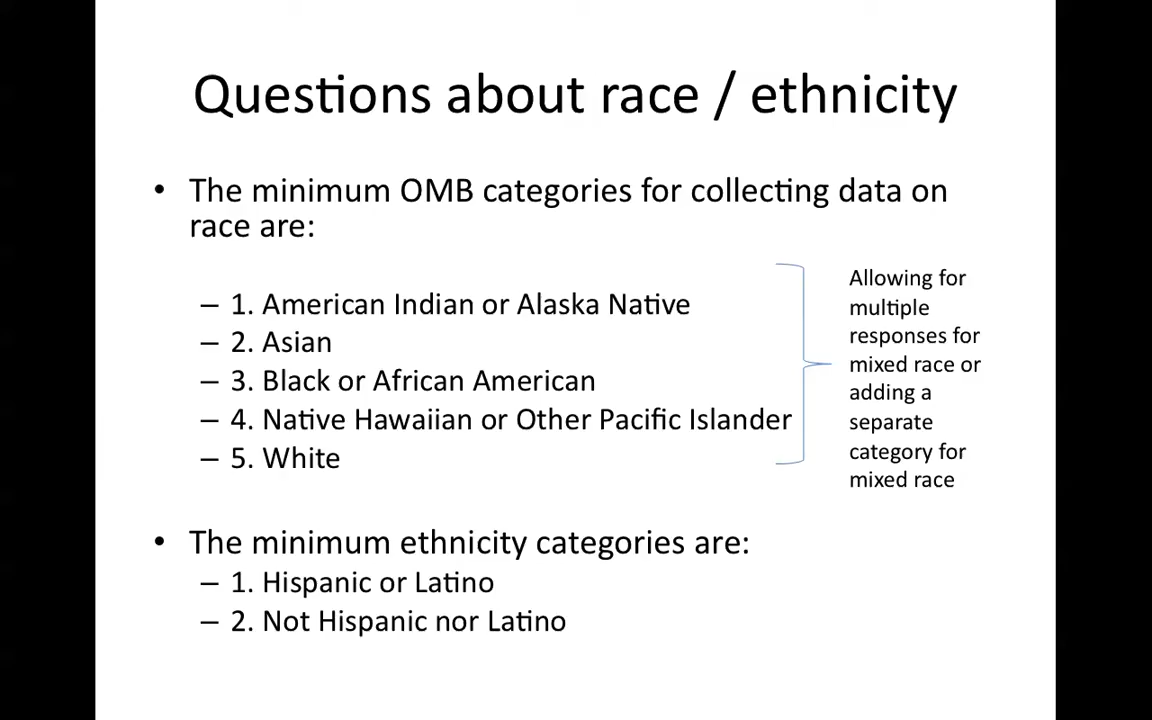 Questions about race / ethnicity
• The minimum OMB categories for collecting data on
race are:
– 1. American Indian or Alaska Native
– 2. Asian
– 3. Black or African American
– 4. Native Hawaiian or Other Pacific Islander
– 5. White
Allowing for
multiple
responses for
mixed race or
adding a
separate
category for
mixed race
• The minimum ethnicity categories are:
– 1. Hispanic or Latino
– 2. Not Hispanic nor Latino